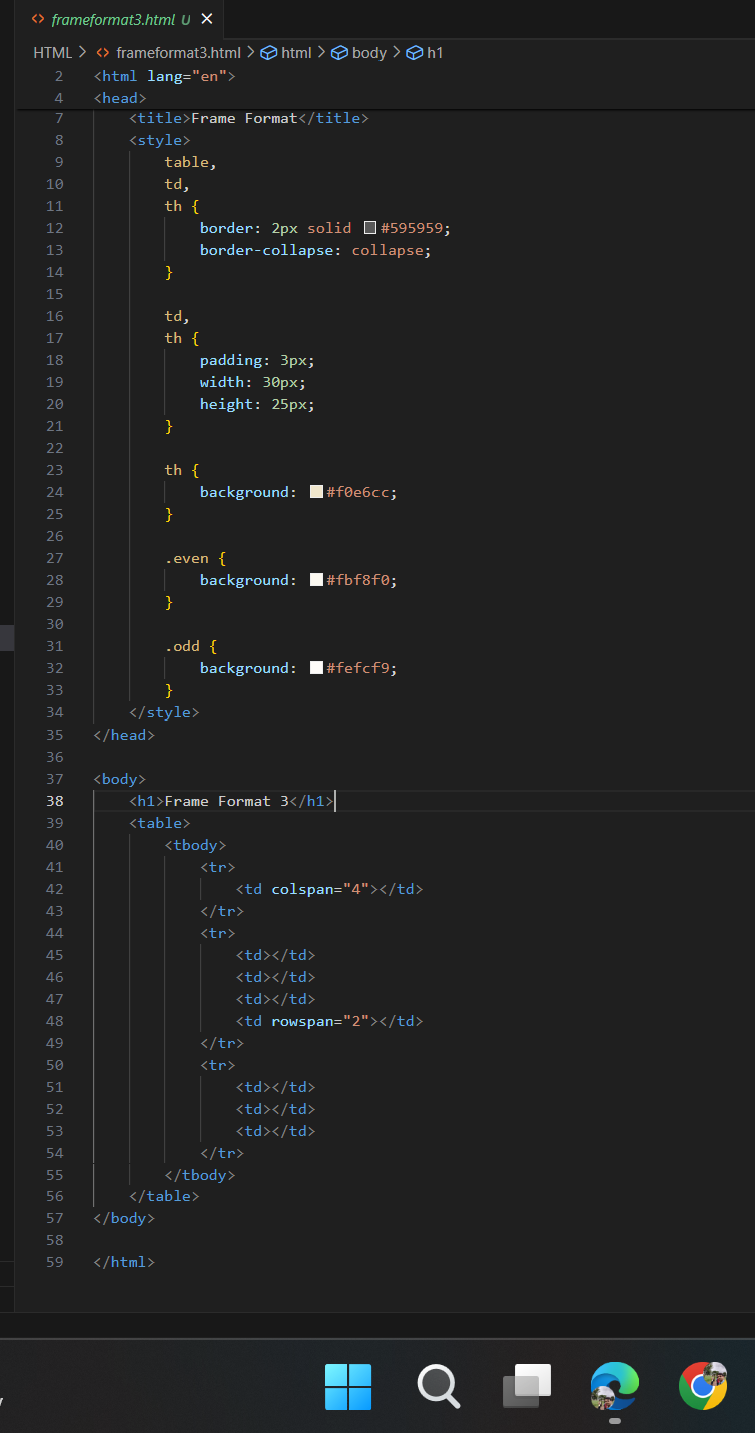 frameformat3.html U
HTML > frameformat3.html > html > body > h1
2 <html lang="en">
4 <head>
7 <title>Frame Format</title>
8 <style>
9 table,
10 td,
11 th {
12 border: 2px solid #595959;
13 border-collapse: collapse;
14 }
15
16 td,
17 th {
18 padding: 3px;
19 width: 30px;
20 height: 25px;
21 }
22
23 th {
24 background: #f0e6cc;
25 }
26
27 .even {
28 background: #fbf8f0;
29 }
30
31 .odd {
32 background: #fefcf9;
33 }
34 </style>
35 </head>
36
37 <body>
38 <h1>Frame Format 3</h1>
39 <table>
40 <tbody>
41 <tr>
42 <td colspan="4"></td>
43 </tr>
44 <tr>
45 <td></td>
46 <td></td>
47 <td></td>
48 <td rowspan="2"></td>
49 </tr>
50 <tr>
51 <td></td>
52 <td></td>
53 <td></td>
54 </tr>
55 </tbody>
56 </table>
57 </body>
58
59 </html>